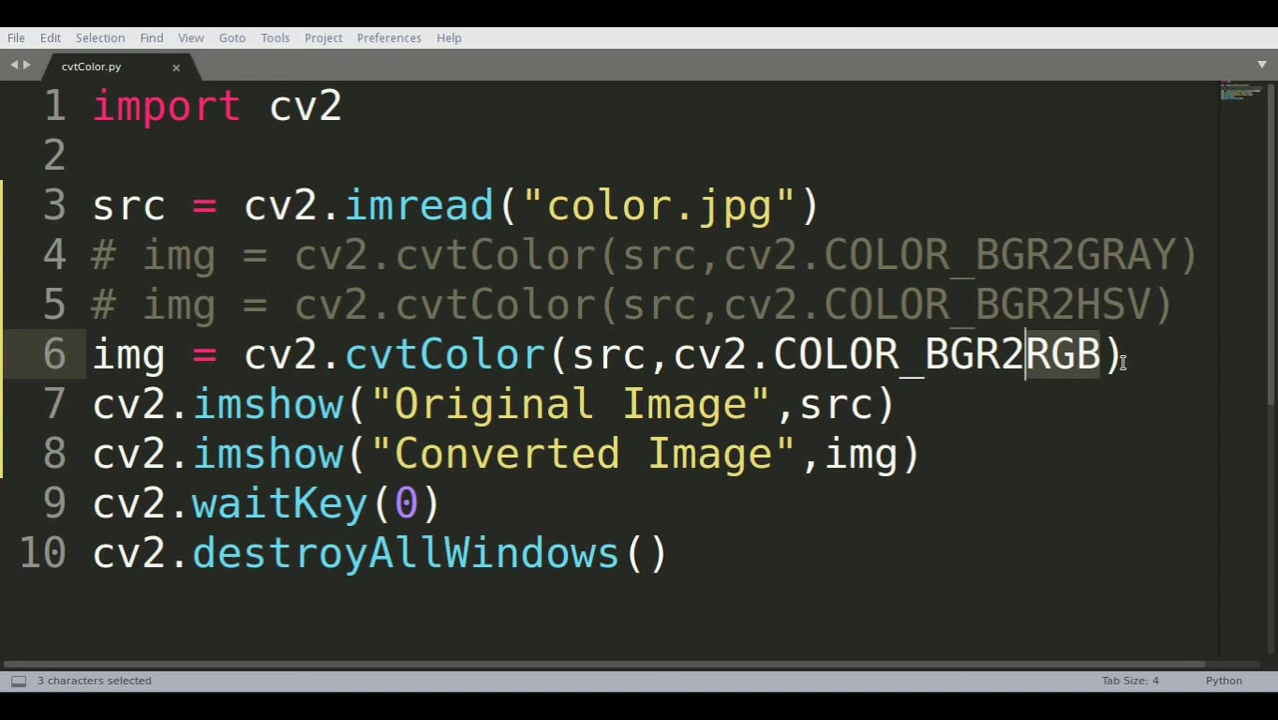 File Edit Selection Find View Goto Tools Project Preferences Help
cvtColor.py ×
1 import cv2
2
3 src = cv2.imread("color.jpg")
4 # img = cv2.cvtColor(src,cv2.COLOR_BGR2GRAY)
5 # img = cv2.cvtColor(src,cv2.COLOR_BGR2HSV)
6 img = cv2.cvtColor(src,cv2.COLOR_BGR2RGB)
7 cv2.imshow("Original Image",src)
8 cv2.imshow("Converted Image",img)
9 cv2.waitKey(0)
10 cv2.destroyAllWindows()
3 characters selected Tab Size: 4 Python